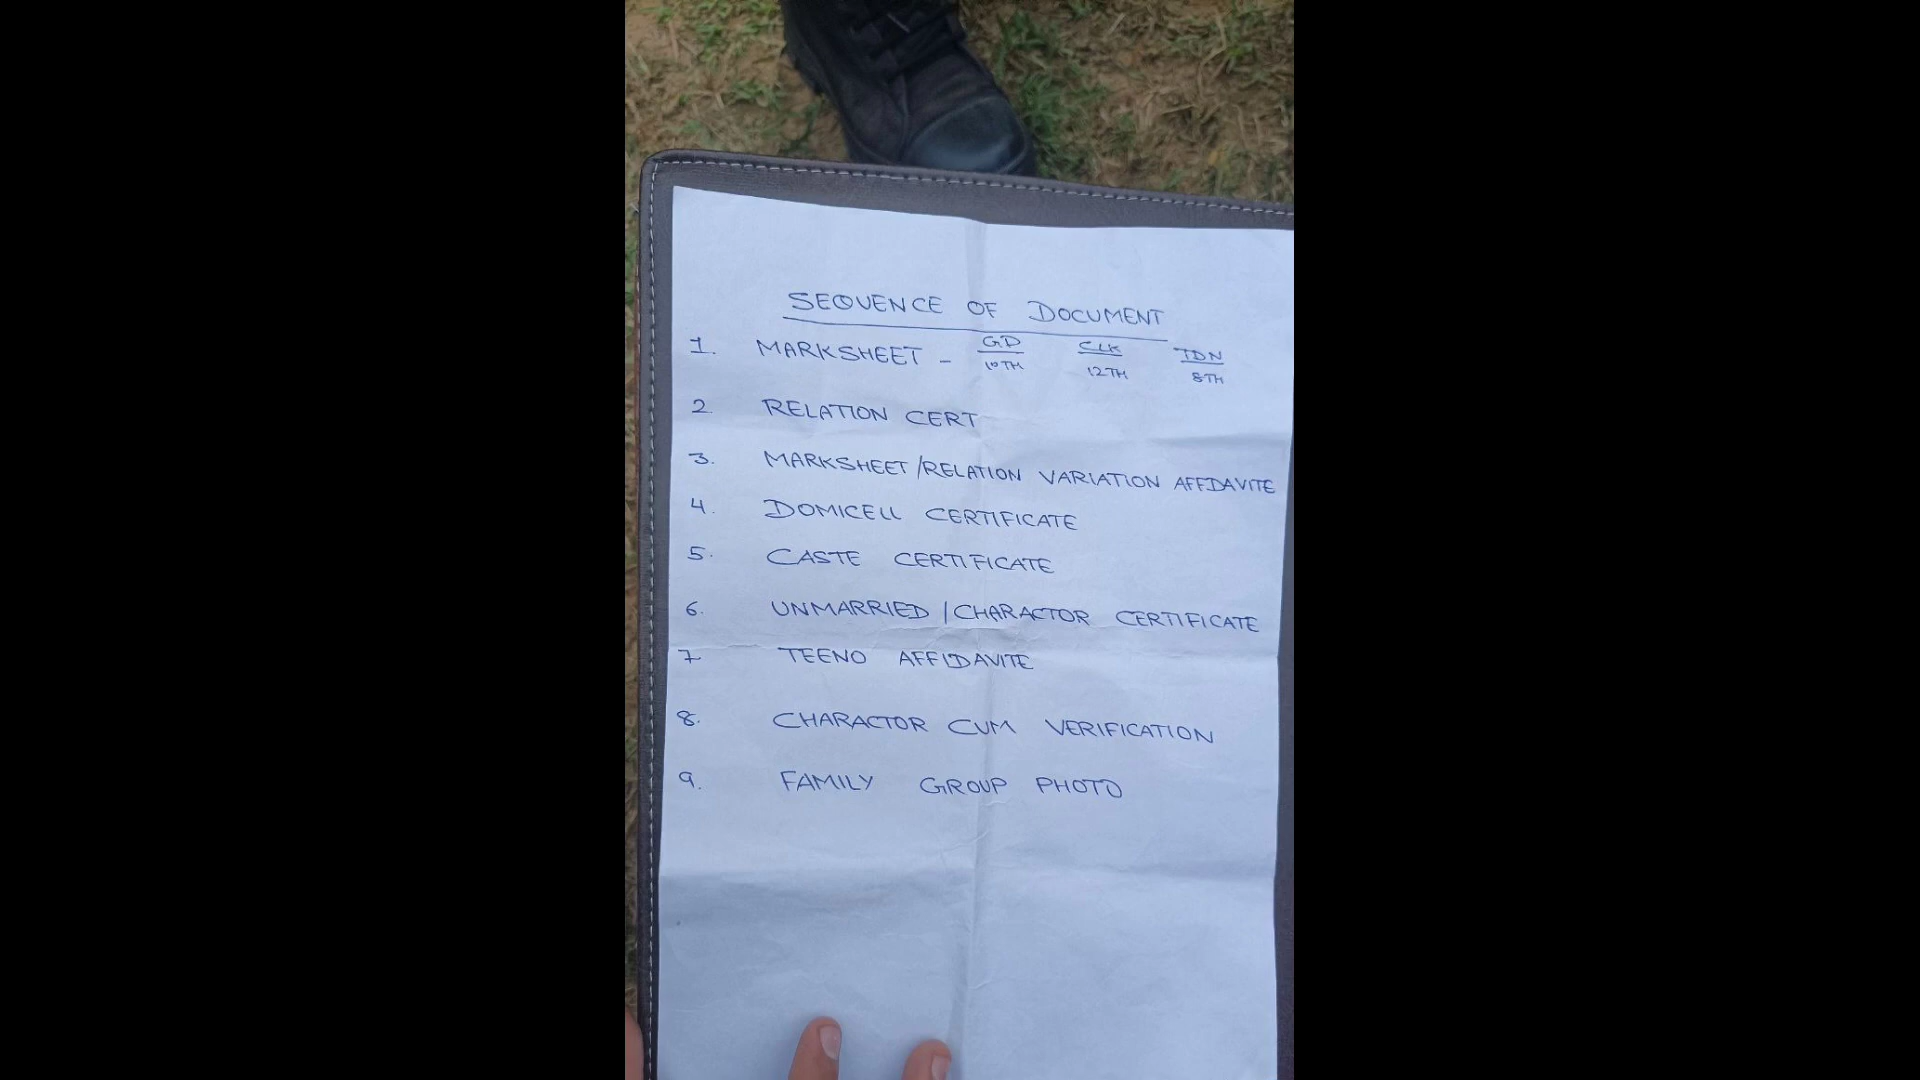 SEQUENCE OF DOCUMENT
1. MARKSHEET - GD CLK TDN
10TH 12TH 8TH
2 RELATION CERT
3. MARKSHEET/RELATION VARIATION AFFDAVITE
4. DOMICELL CERTIFICATE
5. CASTE CERTIFICATE
6. UNMARRIED/CHARACTOR CERTIFICATE
7 TEENO AFFIDAVITE
8. CHARACTOR CUM VERIFICATION
9. FAMILY GROUP PHOTO